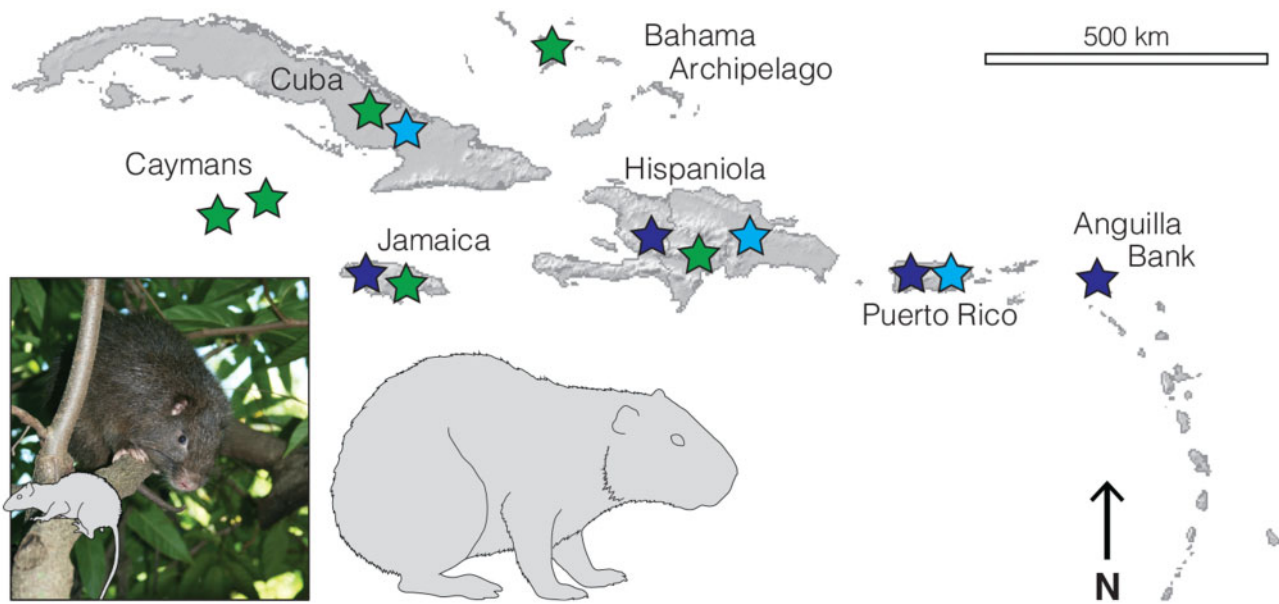 Bahama
Archipelago
500 km
Cuba
Caymans
Hispaniola
Jamaica
Anguilla
Bank
Puerto Rico
N